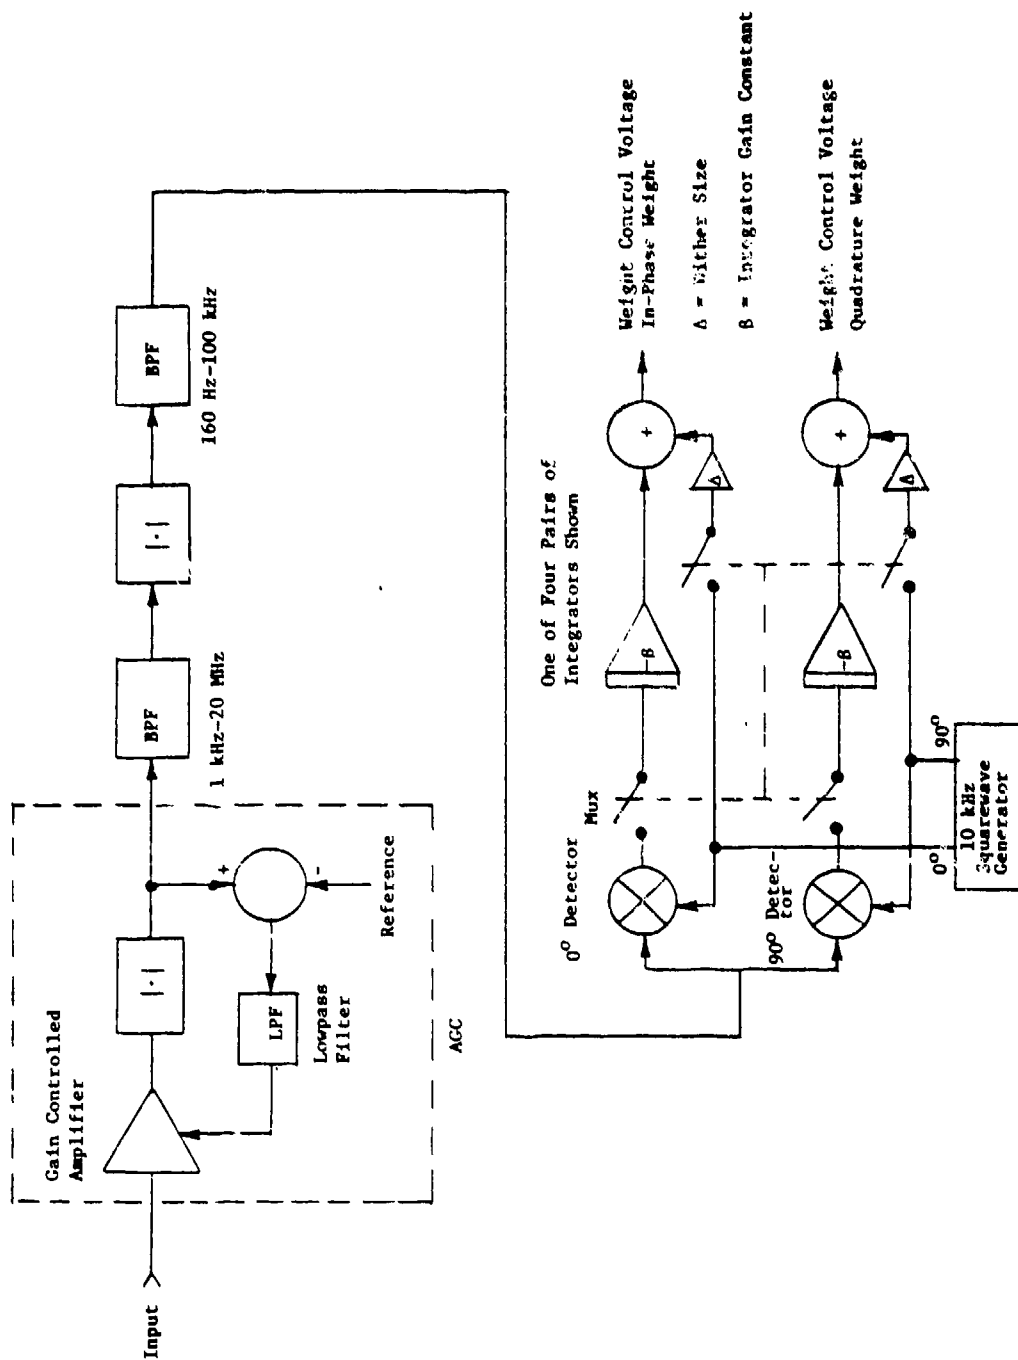 Input
Gain Controlled
Amplifier
|·|
LPF
Lowpass
Filter
+
-
Reference
AGC
BPF
1 kHz-20 MHz
|·|
BPF
160 Hz-100 kHz
0° Detector
Mux
90° Detec-
tor
0°
90°
10 kHz
Squarewave
Generator
One of Four Pairs of
Integrators Shown
-β
-β
Δ
Δ
+
+
Weight Control Voltage
In-Phase Weight
Δ = Dither Size
β = Integrator Gain Constant
Weight Control Voltage
Quadrature Weight